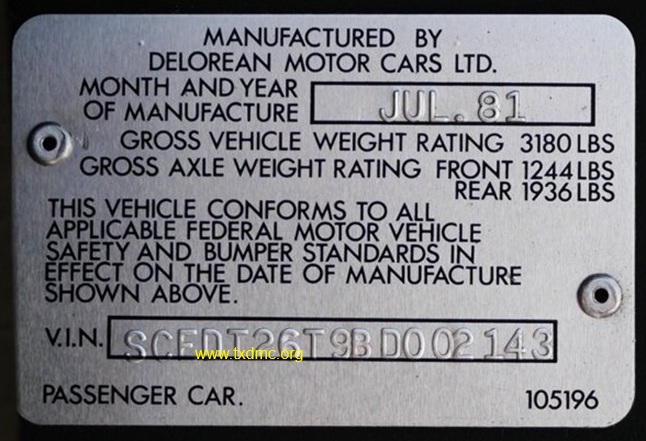 MANUFACTURED BY
DELOREAN MOTOR CARS LTD.
MONTH AND YEAR
OF MANUFACTURE JUL. 81
GROSS VEHICLE WEIGHT RATING 3180 LBS
GROSS AXLE WEIGHT RATING FRONT 1244 LBS
REAR 1936 LBS
THIS VEHICLE CONFORMS TO ALL
APPLICABLE FEDERAL MOTOR VEHICLE
SAFETY AND BUMPER STANDARDS IN
EFFECT ON THE DATE OF MANUFACTURE
SHOWN ABOVE.
V.I.N. SCEDT26T9BD002143
www.txdmc.org
PASSENGER CAR. 105196